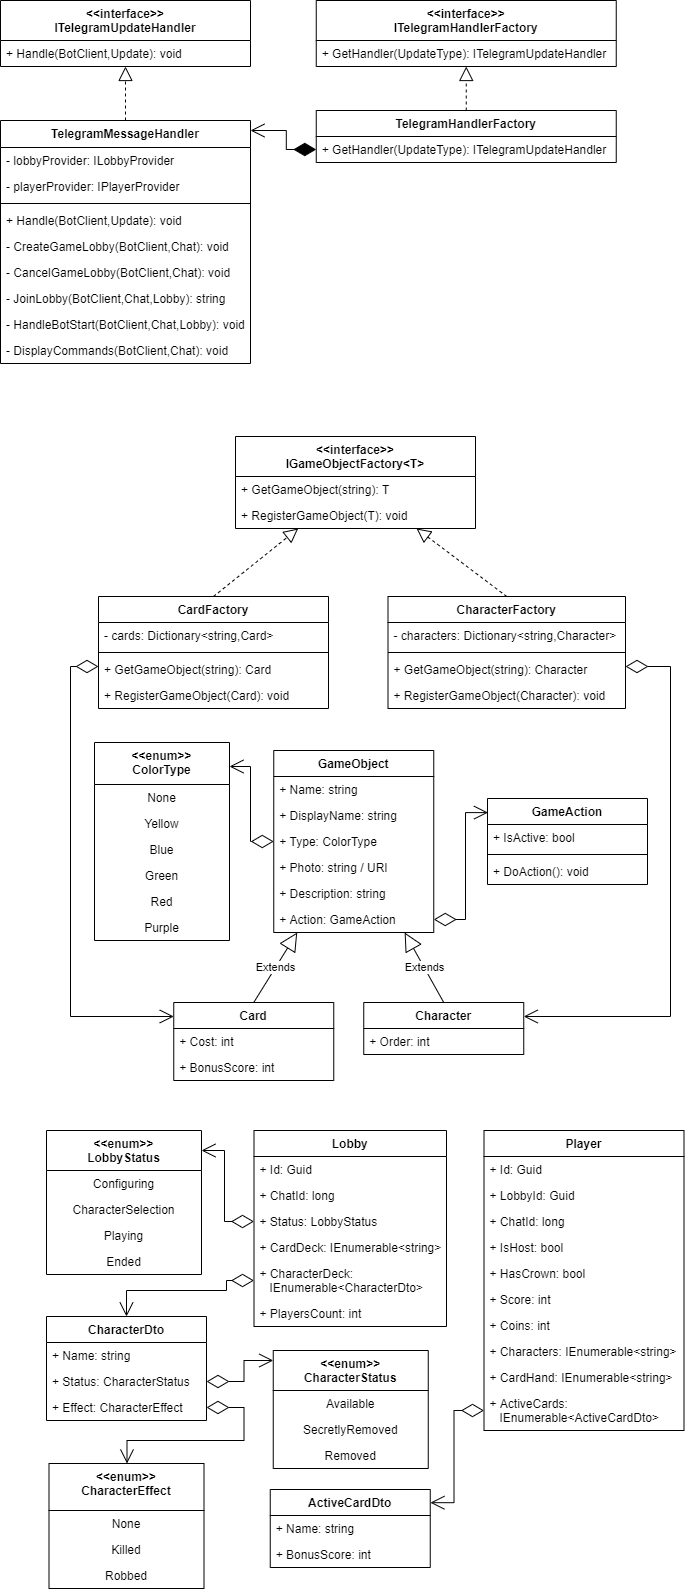 <<interface>>
ITelegramUpdateHandler
+ Handle(BotClient,Update): void
<<interface>>
ITelegramHandlerFactory
+ GetHandler(UpdateType): ITelegramUpdateHandler
TelegramMessageHandler
- lobbyProvider: ILobbyProvider
- playerProvider: IPlayerProvider
+ Handle(BotClient,Update): void
- CreateGameLobby(BotClient,Chat): void
- CancelGameLobby(BotClient,Chat): void
- JoinLobby(BotClient,Chat,Lobby): string
- HandleBotStart(BotClient,Chat,Lobby): void
- DisplayCommands(BotClient,Chat): void
TelegramHandlerFactory
+ GetHandler(UpdateType): ITelegramUpdateHandler
<<interface>>
IGameObjectFactory<T>
+ GetGameObject(string): T
+ RegisterGameObject(T): void
CardFactory
- cards: Dictionary<string,Card>
+ GetGameObject(string): Card
+ RegisterGameObject(Card): void
CharacterFactory
- characters: Dictionary<string,Character>
+ GetGameObject(string): Character
+ RegisterGameObject(Character): void
<<enum>>
ColorType
None
Yellow
Blue
Green
Red
Purple
GameObject
+ Name: string
+ DisplayName: string
+ Type: ColorType
+ Photo: string / URI
+ Description: string
+ Action: GameAction
GameAction
+ IsActive: bool
+ DoAction(): void
Extends
Extends
Card
+ Cost: int
+ BonusScore: int
Character
+ Order: int
<<enum>>
LobbyStatus
Configuring
CharacterSelection
Playing
Ended
Lobby
+ Id: Guid
+ ChatId: long
+ Status: LobbyStatus
+ CardDeck: IEnumerable<string>
+ CharacterDeck:
IEnumerable<CharacterDto>
+ PlayersCount: int
Player
+ Id: Guid
+ LobbyId: Guid
+ ChatId: long
+ IsHost: bool
+ HasCrown: bool
+ Score: int
+ Coins: int
+ Characters: IEnumerable<string>
+ CardHand: IEnumerable<string>
+ ActiveCards:
IEnumerable<ActiveCardDto>
CharacterDto
+ Name: string
+ Status: CharacterStatus
+ Effect: CharacterEffect
<<enum>>
CharacterStatus
Available
SecretlyRemoved
Removed
<<enum>>
CharacterEffect
None
Killed
Robbed
ActiveCardDto
+ Name: string
+ BonusScore: int